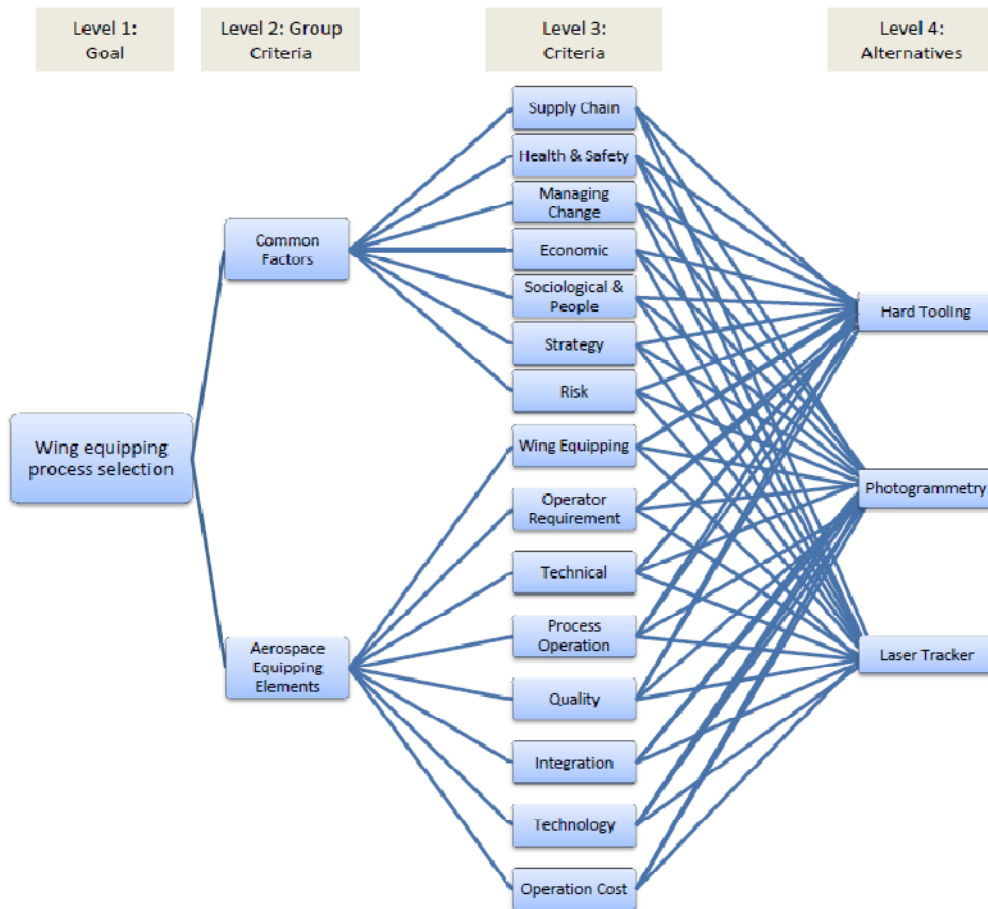 Level 1:
Goal
Level 2: Group
Criteria
Level 3:
Criteria
Level 4:
Alternatives
Supply Chain
Health & Safety
Managing
Change
Common
Factors
Economic
Sociological &
People
Hard Tooling
Strategy
Risk
Wing equipping
process selection
Wing Equipping
Photogrammetry
Operator
Requirement
Technical
Process
Operation
Aerospace
Equipping
Elements
Laser Tracker
Quality
Integration
Technology
Operation Cost